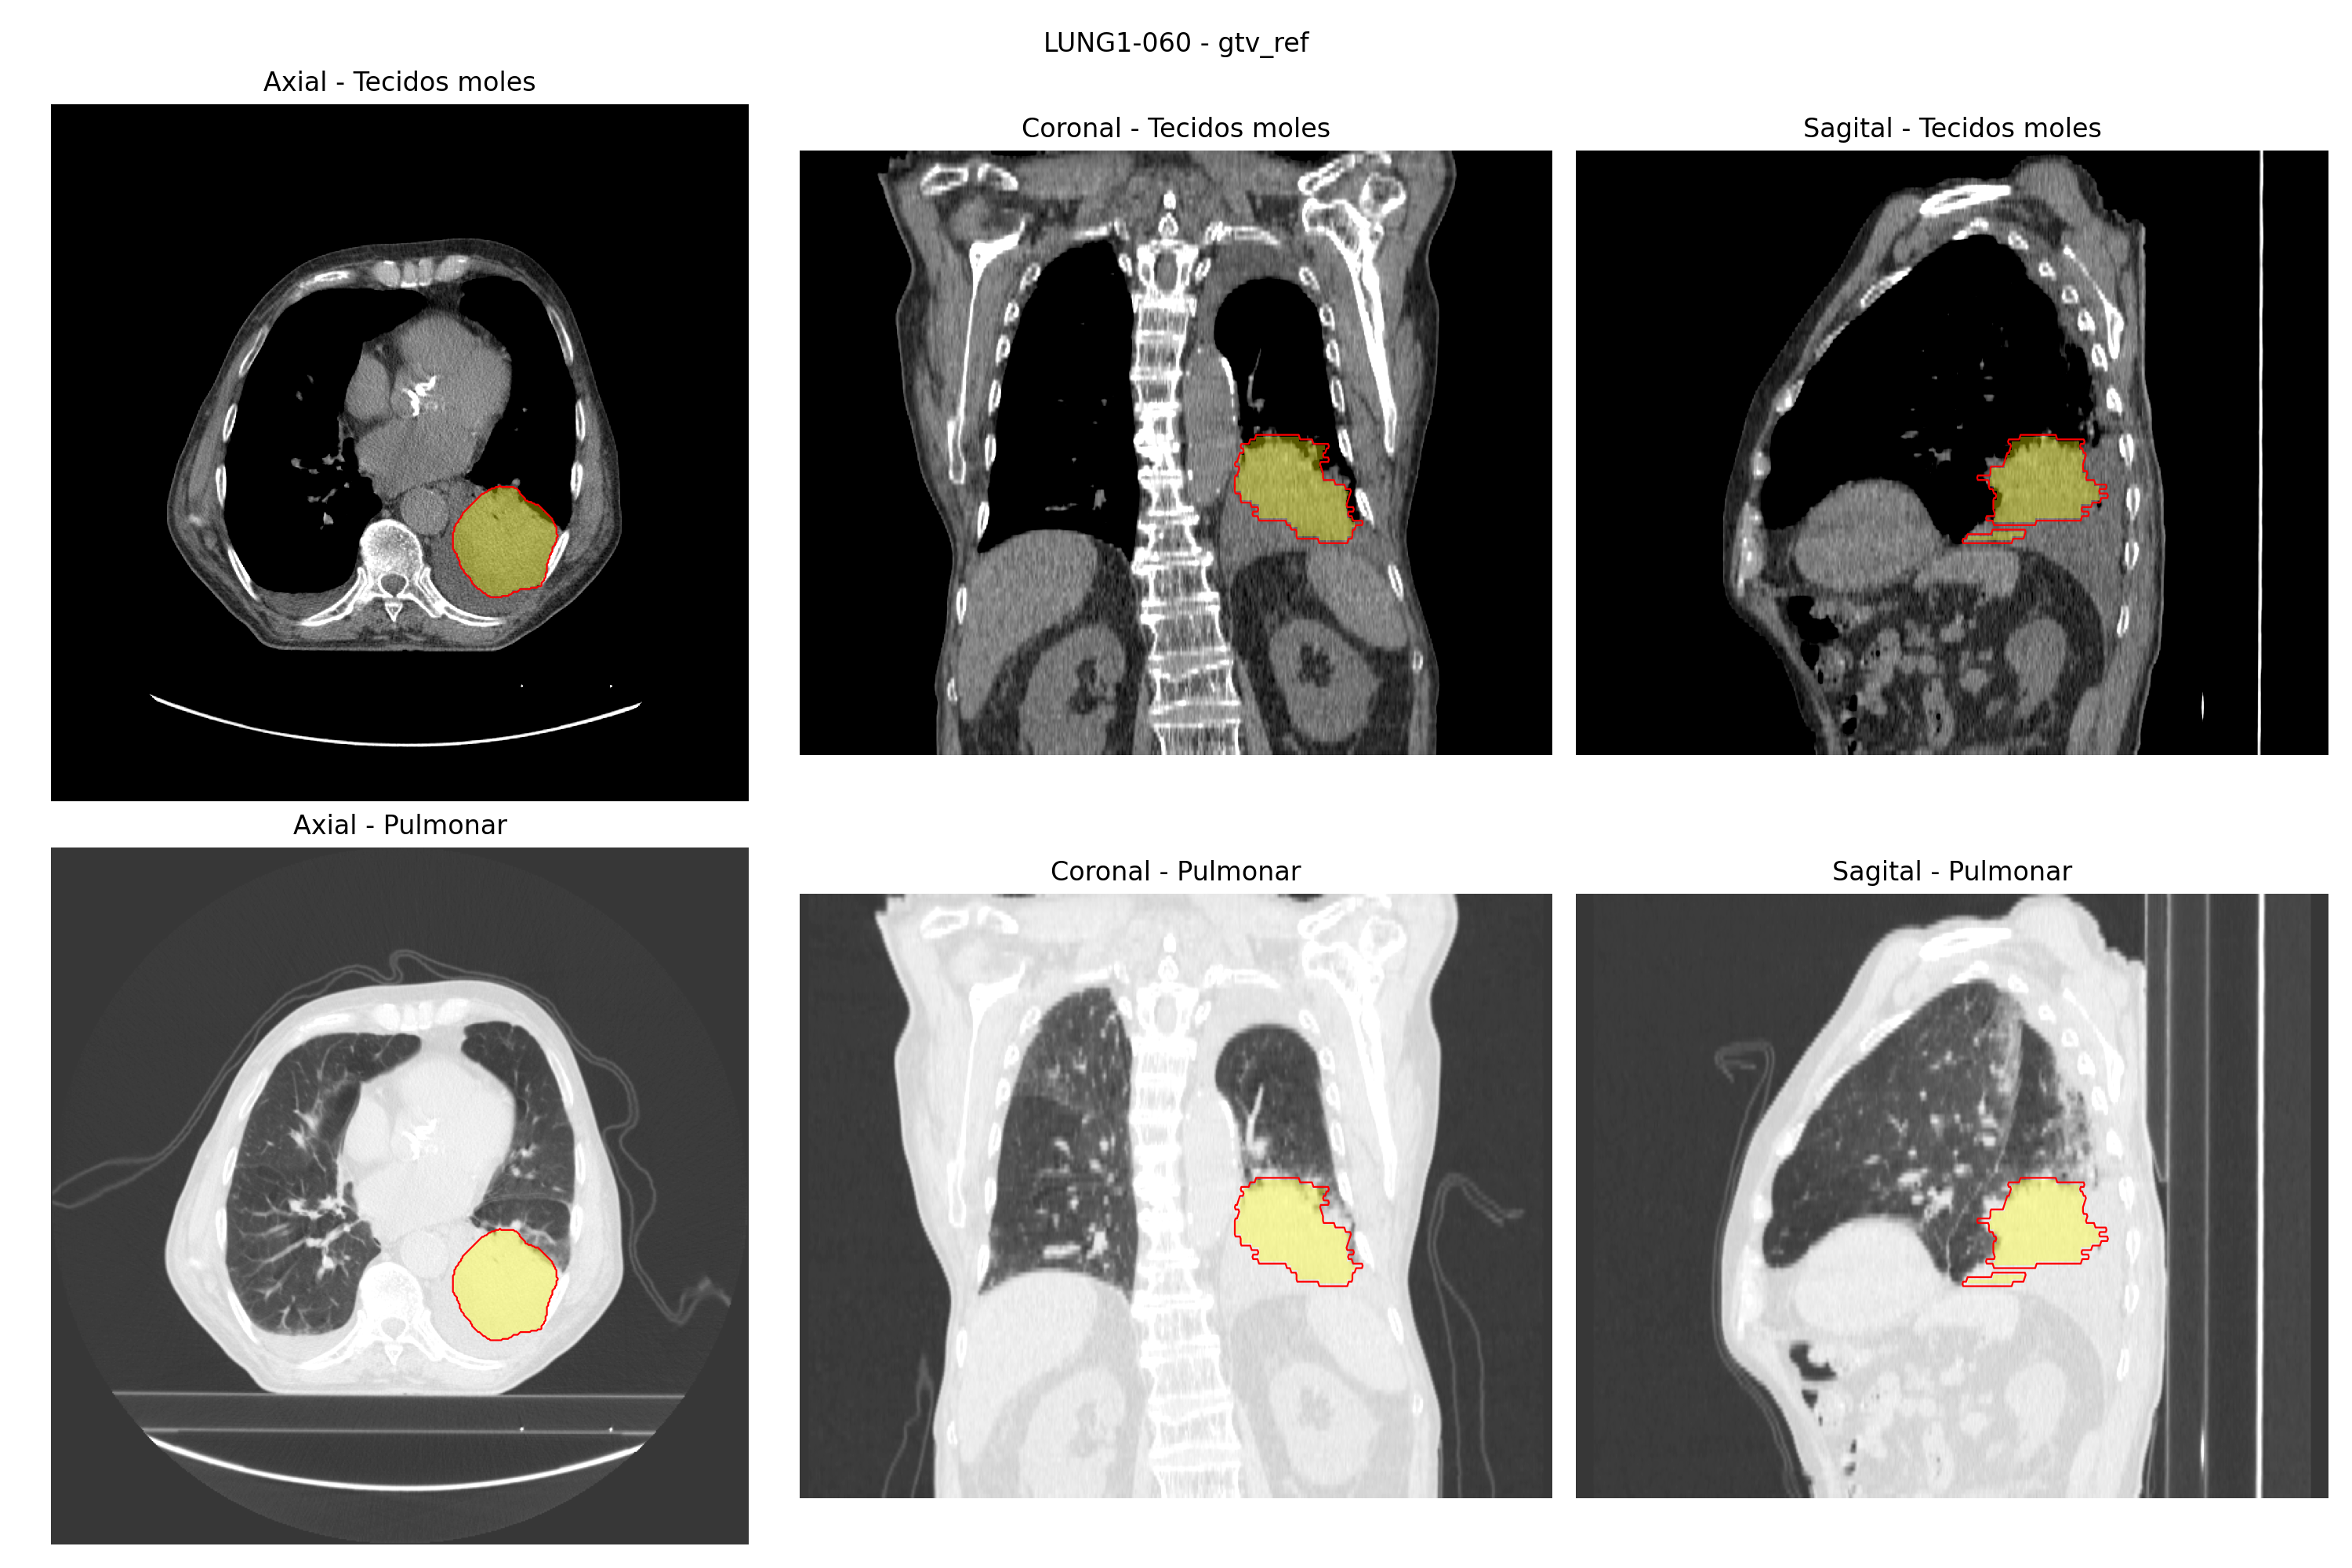 LUNG1-060 - gtv_ref
Axial - Tecidos moles
Coronal - Tecidos moles
Sagital - Tecidos moles
Axial - Pulmonar
Coronal - Pulmonar
Sagital - Pulmonar